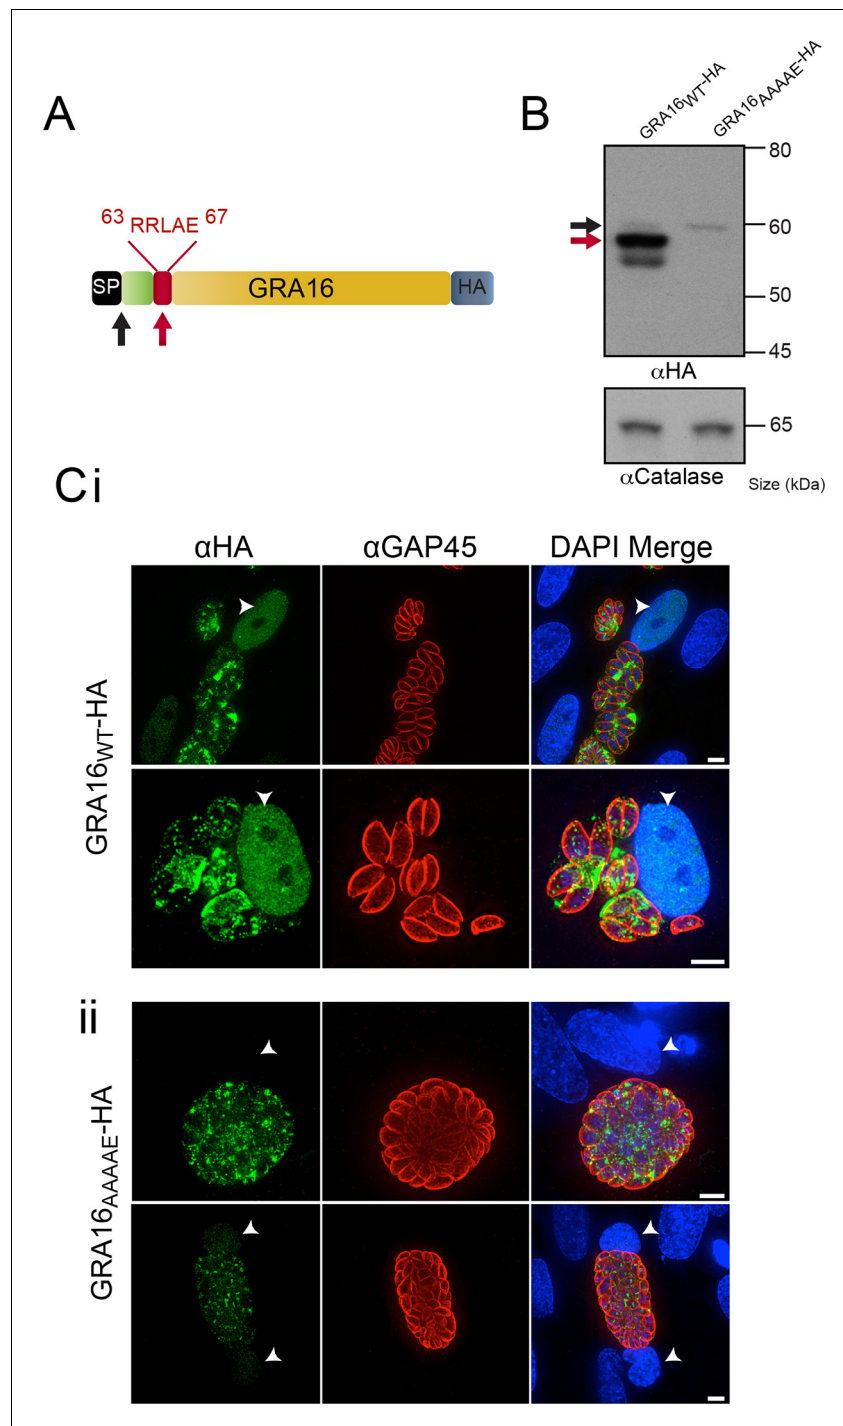 A
63 RRLAE 67
SP
GRA16
HA
B
GRA16WT-HA
GRA16AAAAE-HA
80
60
50
45
αHA
65
αCatalase
Size (kDa)
Ci
αHA
αGAP45
DAPI Merge
GRA16WT-HA
ii
GRA16AAAAE-HA